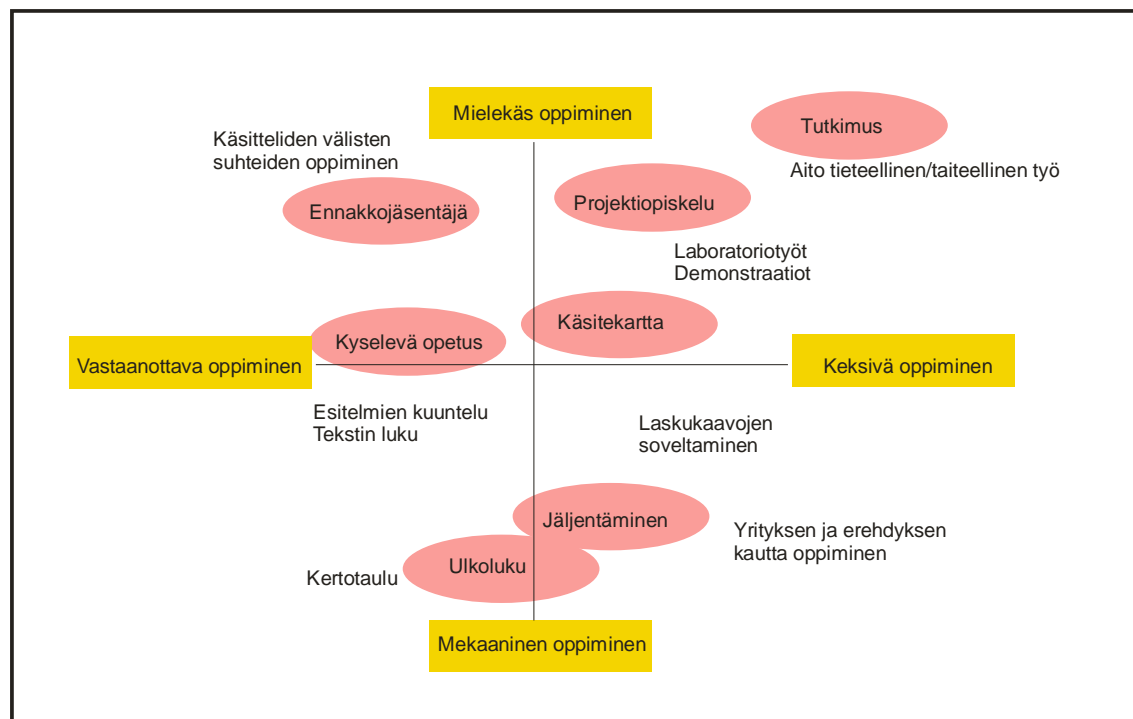 Mielekäs oppiminen
Tutkimus
Käsitteliden välisten
suhteiden oppiminen
Aito tieteellinen/taiteellinen työ
Ennakkojäsentäjä
Projektiopiskelu
Laboratoriotyöt
Demonstraatiot
Käsitekartta
Kyselevä opetus
Vastaanottava oppiminen
Keksivä oppiminen
Esitelmien kuuntelu
Tekstin luku
Laskukaavojen
soveltaminen
Jäljentäminen
Yrityksen ja erehdyksen
kautta oppiminen
Ulkoluku
Kertotaulu
Mekaaninen oppiminen